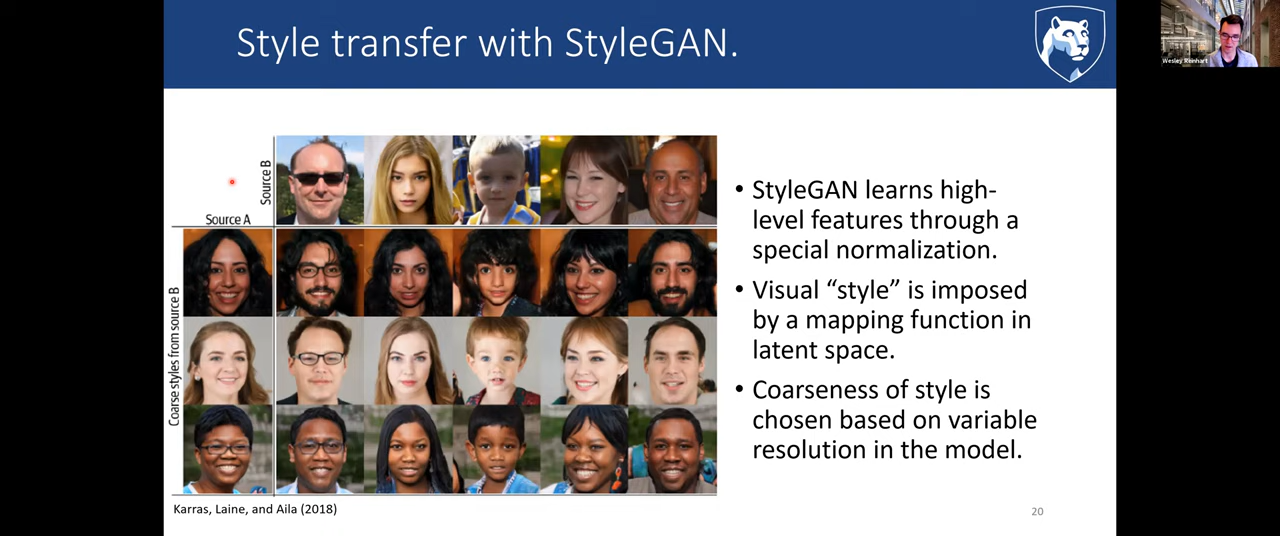 Style transfer with StyleGAN.
Wesley Reinhart
Source B
Source A
Coarse styles from source B
• StyleGAN learns high-
level features through a
special normalization.
• Visual “style” is imposed
by a mapping function in
latent space.
• Coarseness of style is
chosen based on variable
resolution in the model.
Karras, Laine, and Aila (2018)
20